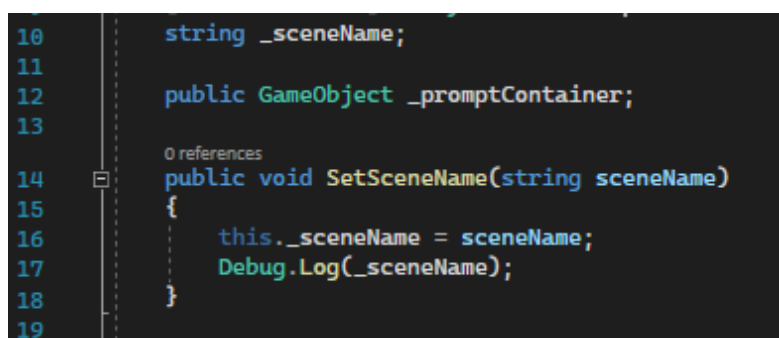 10 string _sceneName;
11
12 public GameObject _promptContainer;
13
0 references
14 public void SetSceneName(string sceneName)
15 {
16 this._sceneName = sceneName;
17 Debug.Log(_sceneName);
18 }
19